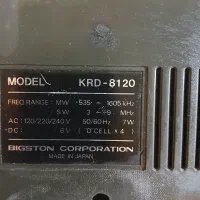 MODEL KRD-8120
FREQ.RANGE: MW 535 - 1605 kHz
SW 3 - 9 MHz
AC: 120/220/240V 50/60Hz 7W
DC: 6V ("D"CELL × 4)
BIGSTON CORPORATION
MADE IN JAPAN